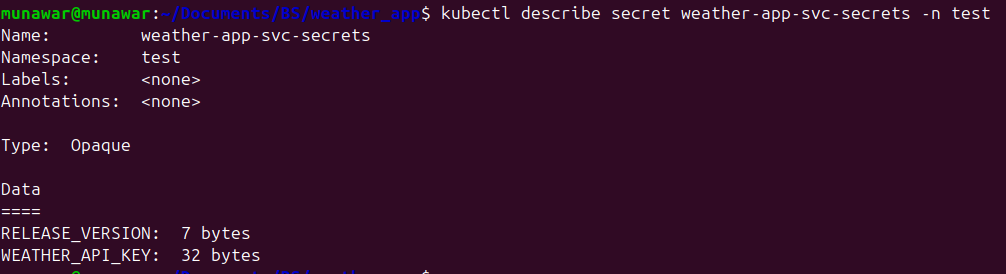 munawar@munawar:~/Documents/BS/weather_app$ kubectl describe secret weather-app-svc-secrets -n test
Name:         weather-app-svc-secrets
Namespace:    test
Labels:       <none>
Annotations:  <none>
Type:  Opaque
Data
====
RELEASE_VERSION:  7 bytes
WEATHER_API_KEY:  32 bytes